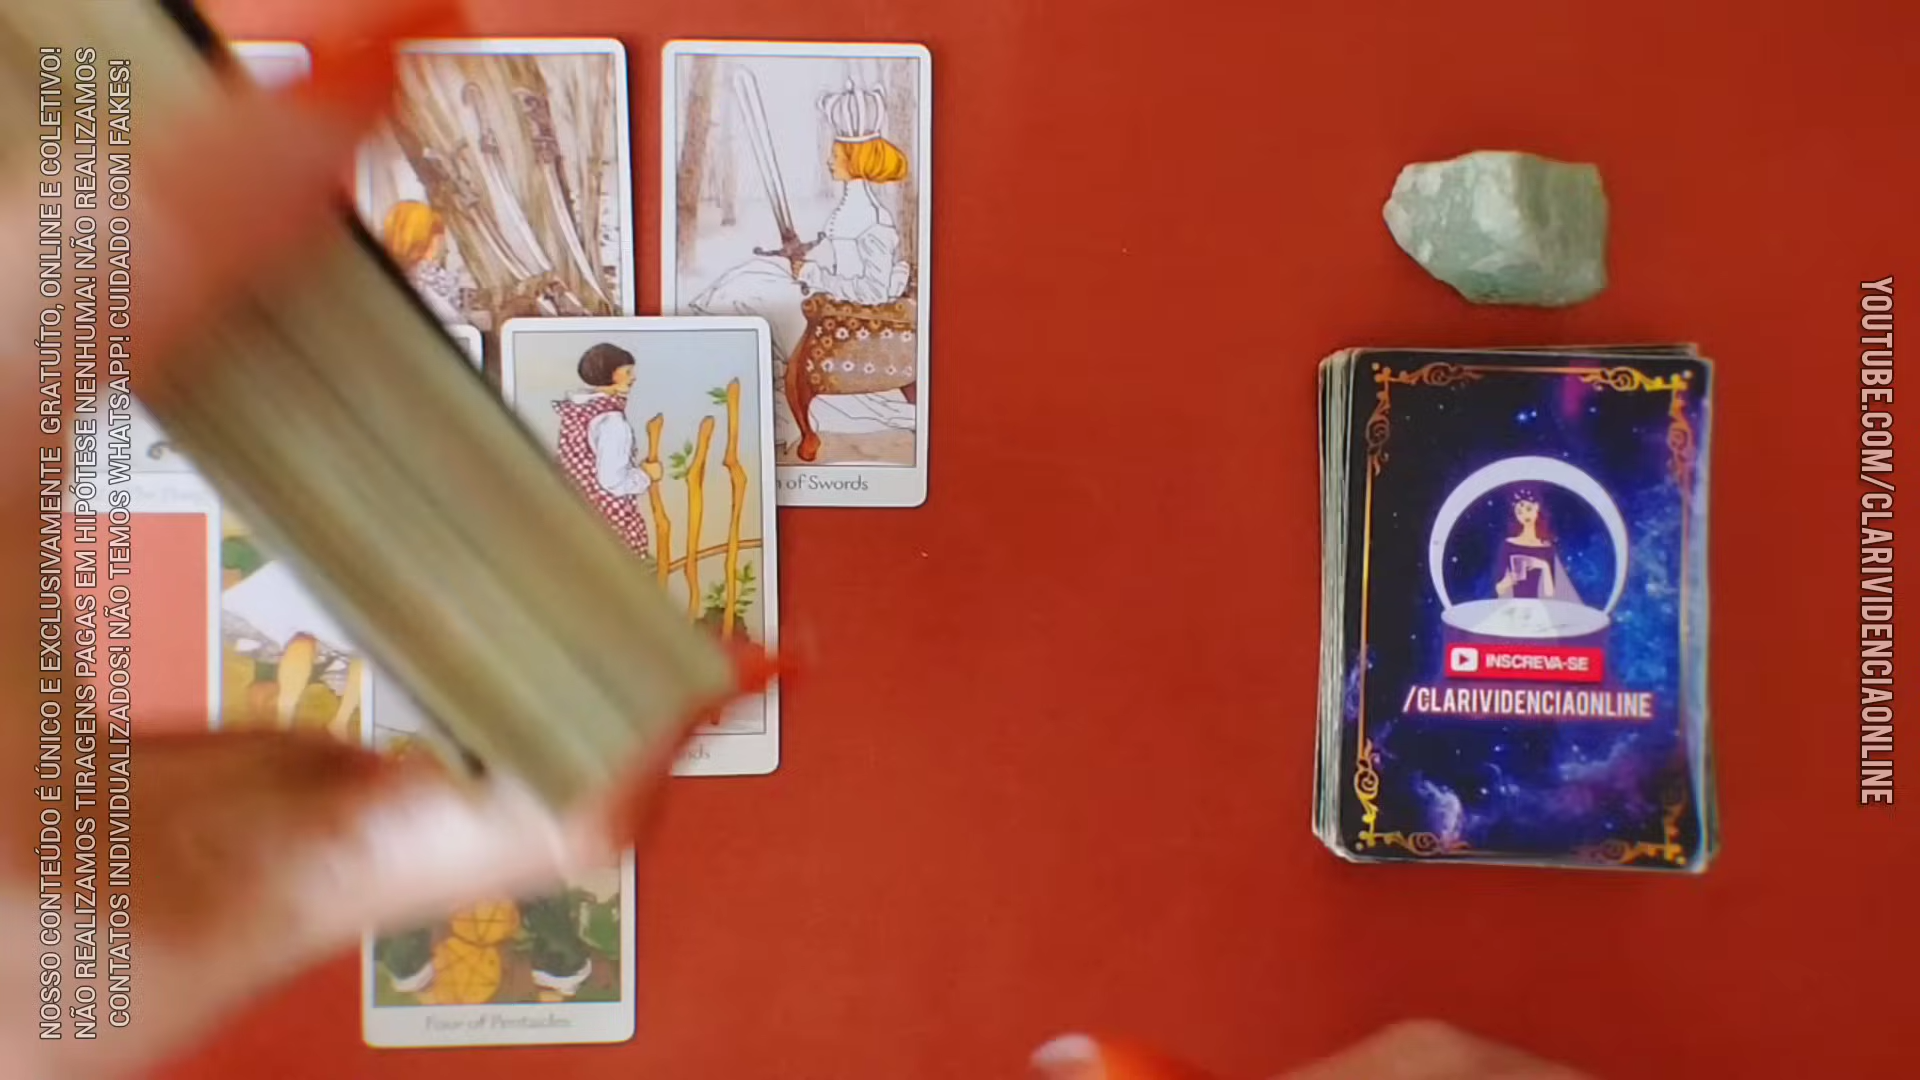 NOSSO CONTEÚDO É ÚNICO E EXCLUSIVAMENTE GRATUÍTO, ONLINE E COLETIVO!
NÃO REALIZAMOS TIRAGENS PAGAS EM HIPÓTESE NENHUMA! NÃO REALIZAMOS
CONTATOS INDIVIDUALIZADOS! NÃO TEMOS WHATSAPP! CUIDADO COM FAKES!
of Swords
Four of Pentacles
INSCREVA-SE
/CLARIVIDENCIAONLINE
YOUTUBE.COM/CLARIVIDENCIAONLINE